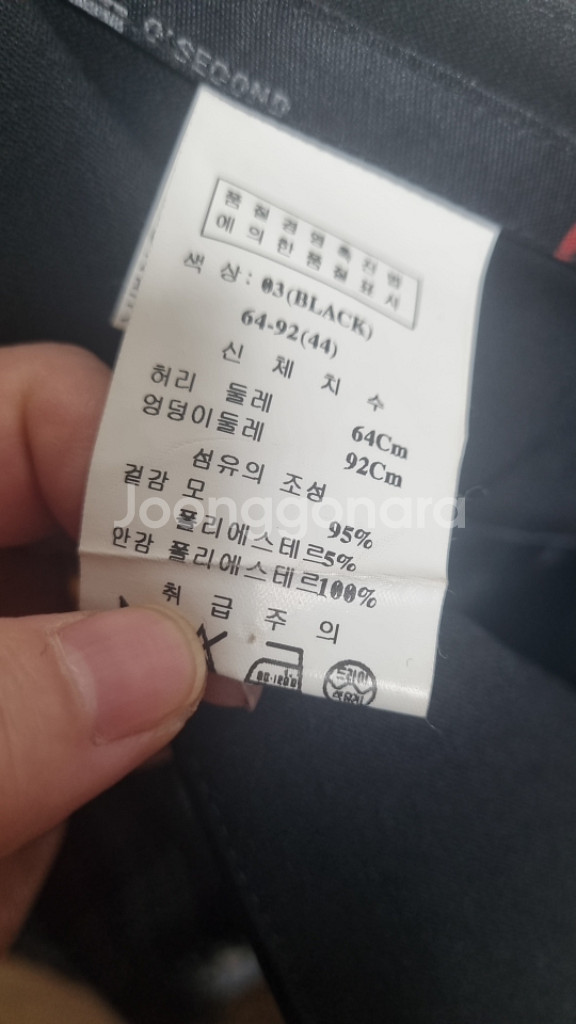 O'SECOND
품 질 경 영 촉 진 법
에 의 한 품 질 표 시
색 상 : 03(BLACK)
64-92(44)
신 체 치 수
허리 둘레 64Cm
엉덩이둘레 92Cm
섬유의 조성
겉감 모 95%
폴리에스테르5%
안감 폴리에스테르100%
취 급 주 의
드라이
Joonggonara